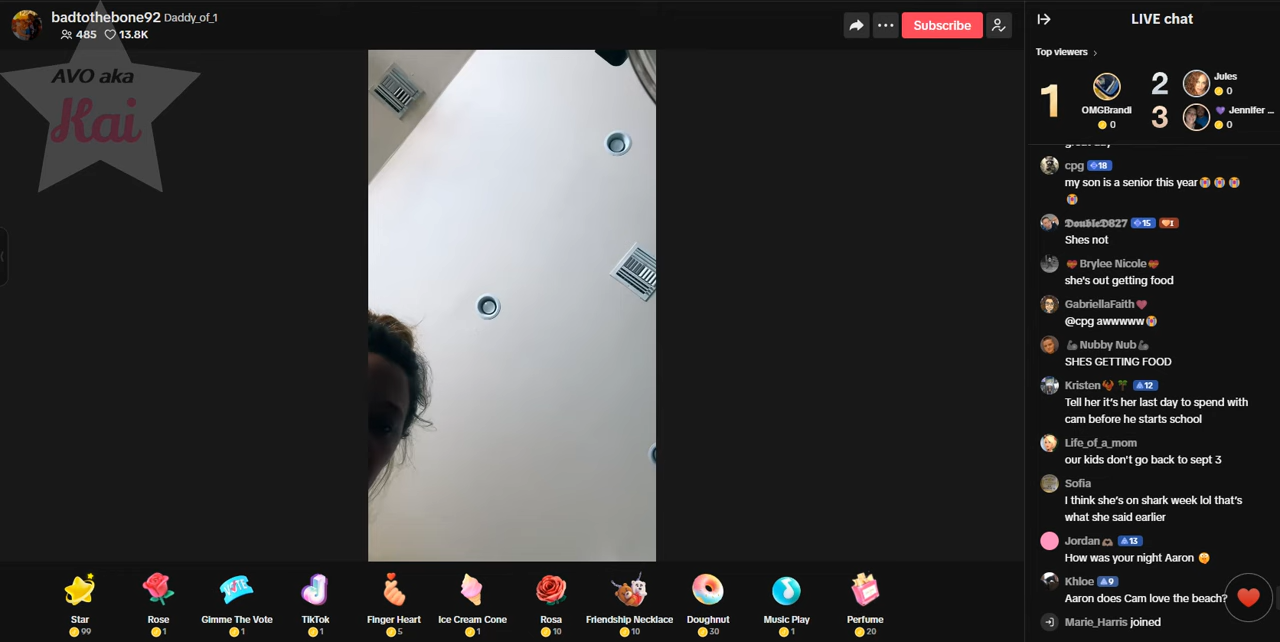 badtothebone92 Daddy_of_1
485 13.8K
Subscribe
AVO aka
Kai
LIVE chat
Top viewers
1
OMGBrandi
0
2
Jules
0
3
Jennifer ...
0
great day
cpg 18
my son is a senior this year
𝕯𝖔𝖚𝖇𝖑𝖊𝕯827 15 1
Shes not
Brylee Nicole
she's out getting food
GabriellaFaith
@cpg awwwww
Nubby Nub
SHES GETTING FOOD
Kristen 12
Tell her it's her last day to spend with
cam before he starts school
Life_of_a_mom
our kids don't go back to sept 3
Sofia
I think she's on shark week lol that's
what she said earlier
Jordan 13
How was your night Aaron
Khloe 9
Aaron does Cam love the beach?
Marie_Harris joined
Star
99
Rose
1
Gimme The Vote
1
TikTok
1
Finger Heart
5
Ice Cream Cone
1
Rosa
10
Friendship Necklace
10
Doughnut
30
Music Play
1
Perfume
20